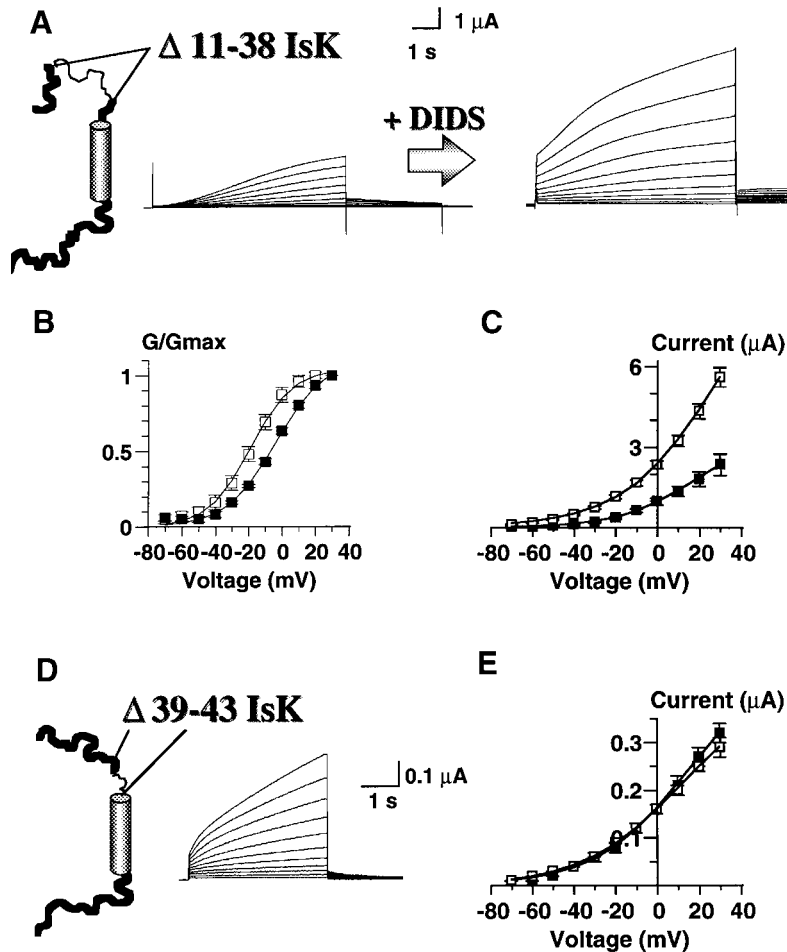 A
Δ 11-38 IsK
1 μA
1 s
+ DIDS
B
G/Gmax
1
0.5
0
-80 -60 -40 -20 0 20 40
Voltage (mV)
C
Current (μA)
6
3
-80 -60 -40 -20 0 20 40
Voltage (mV)
D
Δ 39-43 IsK
0.1 μA
1 s
E
Current (μA)
0.3
0.2
0.1
-80 -60 -40 -20 0 20 40
Voltage (mV)